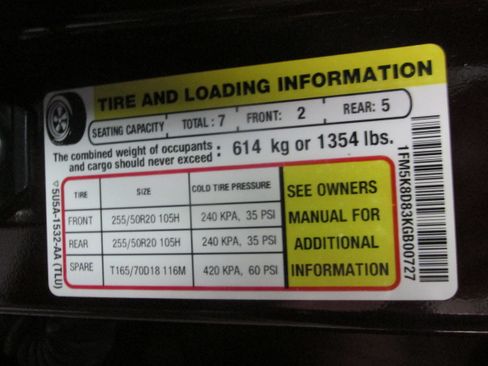 TIRE AND LOADING INFORMATION
SEATING CAPACITY TOTAL : 7 FRONT: 2 REAR: 5
The combined weight of occupants and cargo should never exceed : 614 kg or 1354 lbs.
TIRE SIZE COLD TIRE PRESSURE
FRONT 255/50R20 105H 240 KPA, 35 PSI
REAR 255/50R20 105H 240 KPA, 35 PSI
SPARE T165/70D18 116M 420 KPA, 60 PSI
SEE OWNERS
MANUAL FOR
ADDITIONAL
INFORMATION
5U5A-1532-AA (TLU)
1FM5K8D83KGB00727